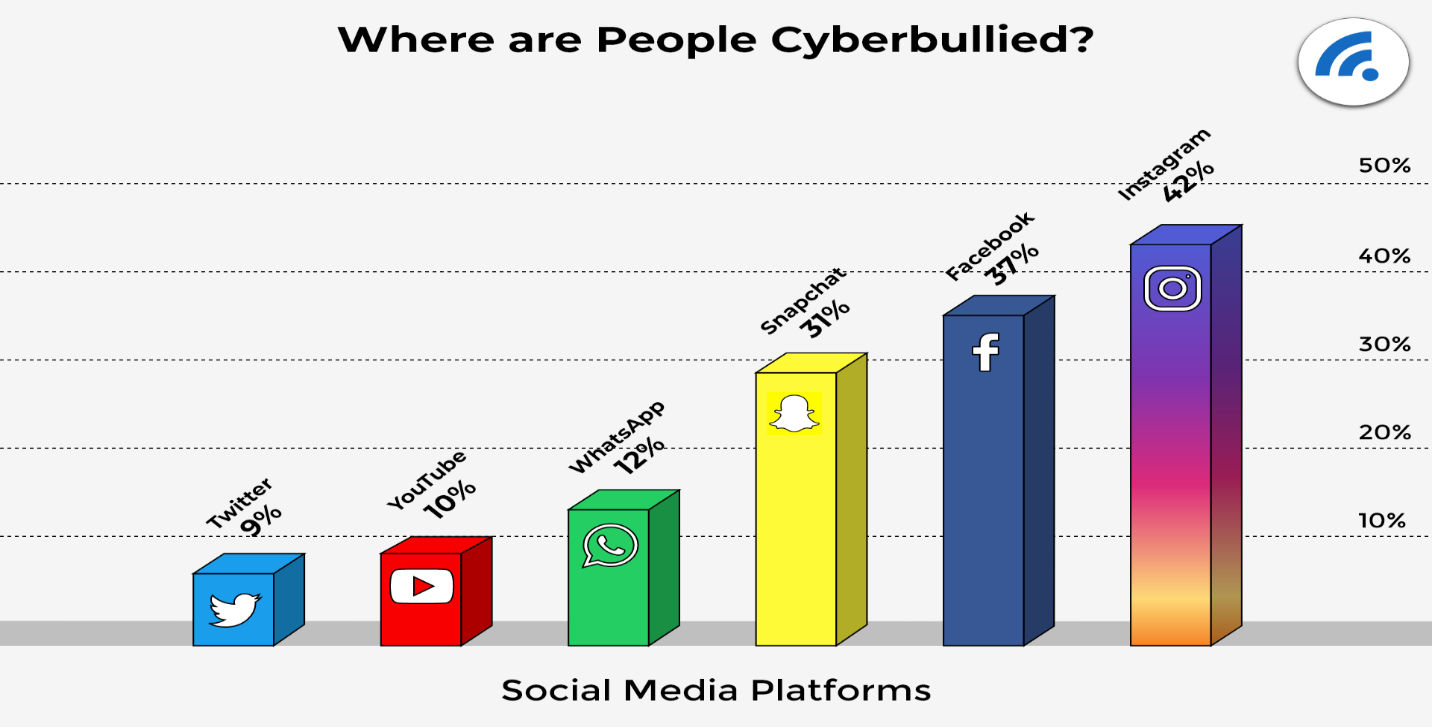 Where are People Cyberbullied?
50%
40%
30%
20%
10%
Twitter
9%
YouTube
10%
WhatsApp
12%
Snapchat
31%
Facebook
37%
Instagram
42%
Social Media Platforms